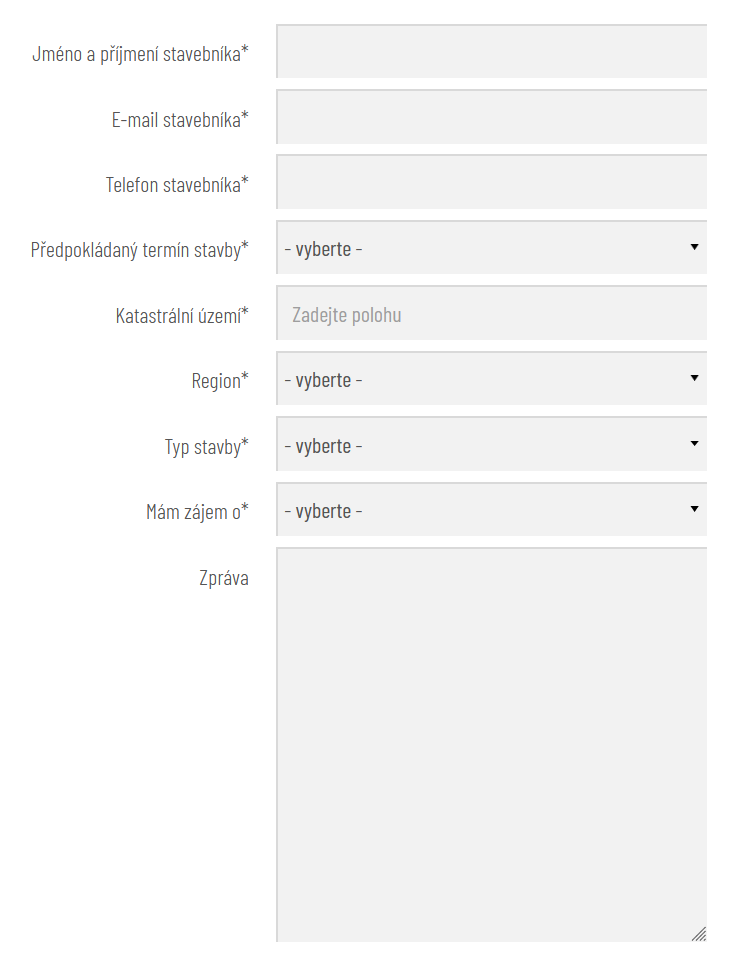 Jméno a příjmení stavebníka*
E-mail stavebníka*
Telefon stavebníka*
Předpokládaný termín stavby* - vyberte -
Katastrální území* Zadejte polohu
Region* - vyberte -
Typ stavby* - vyberte -
Mám zájem o* - vyberte -
Zpráva